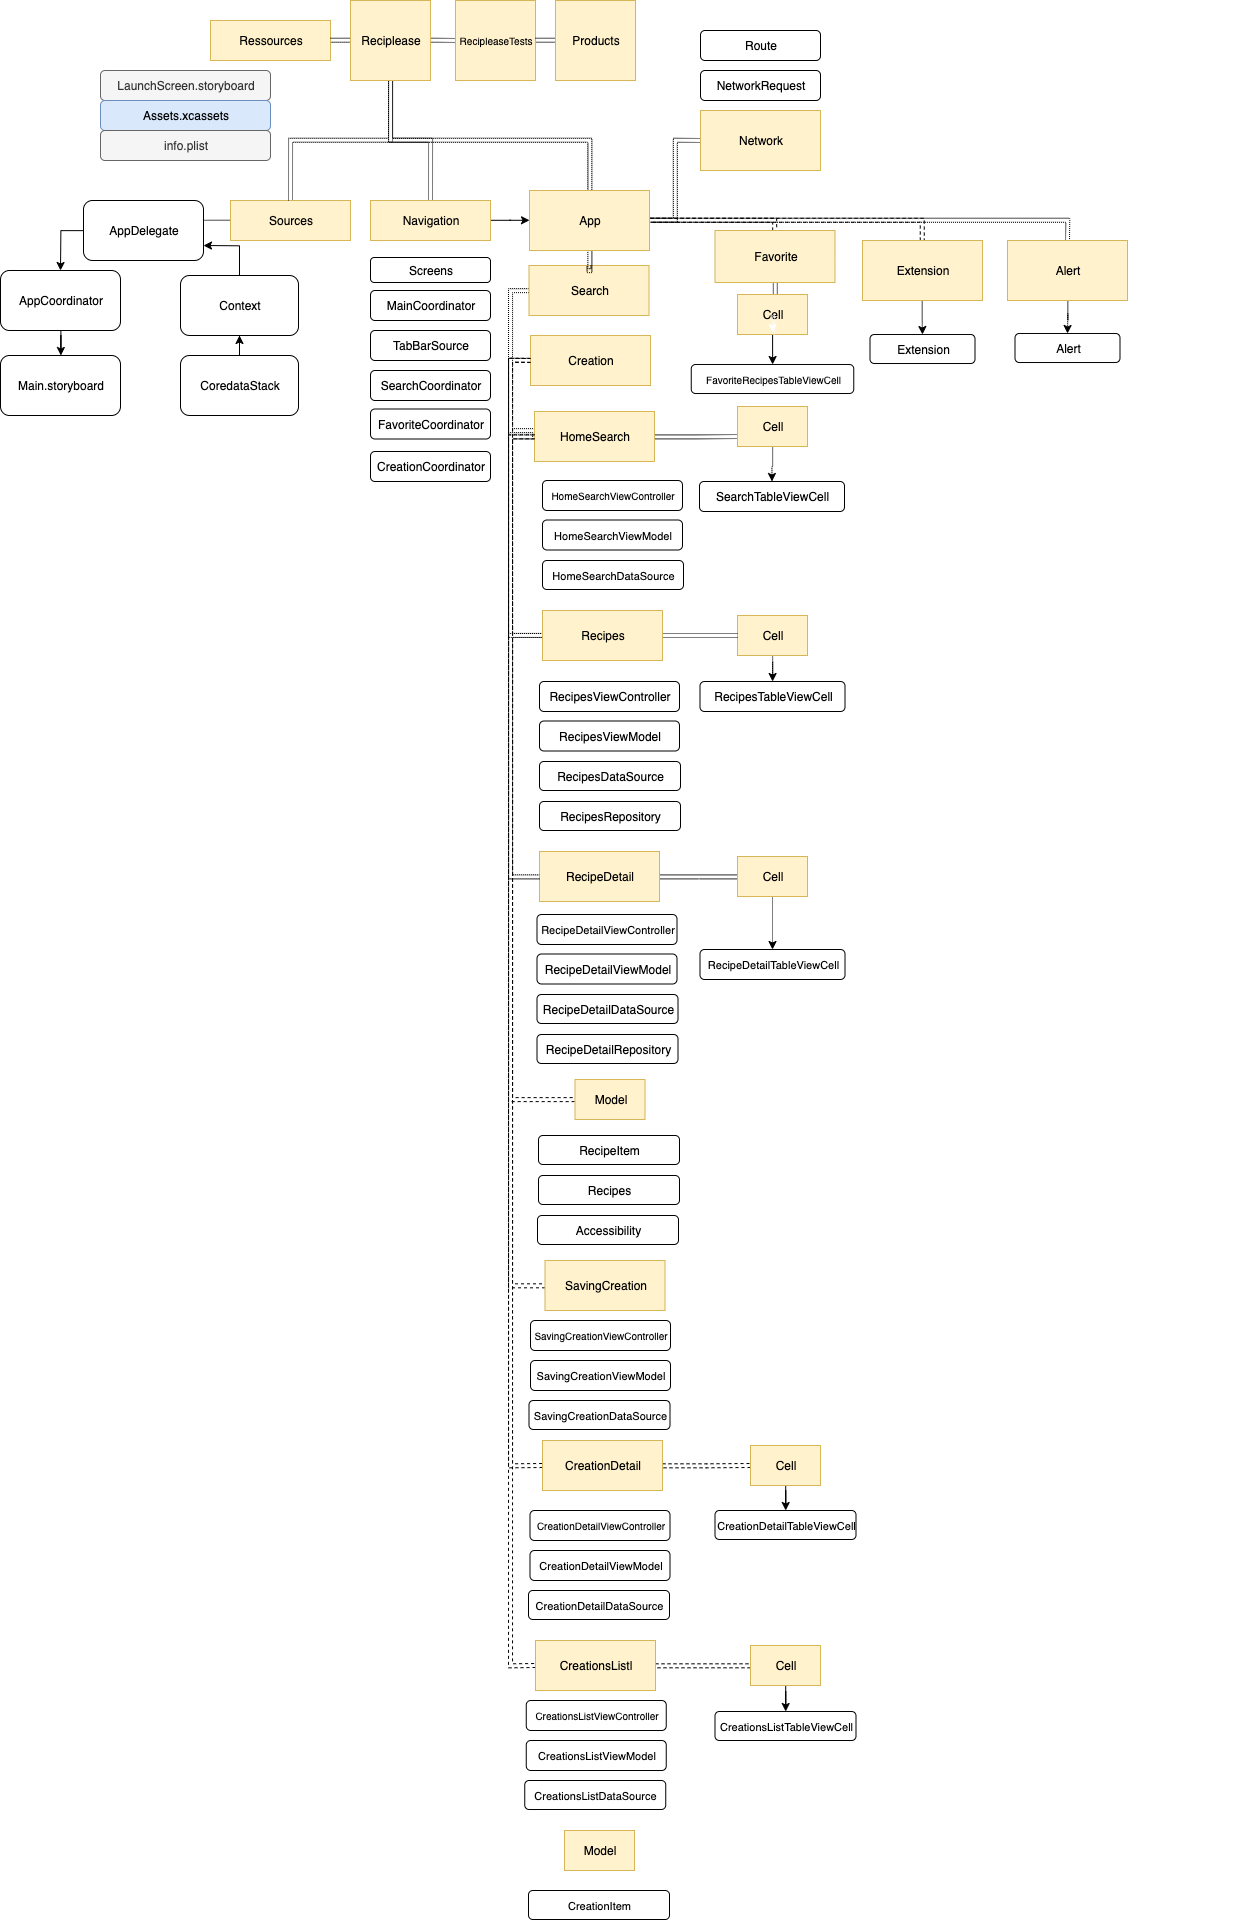 Ressources
Reciplease
RecipleaseTests
Products
Route
LaunchScreen.storyboard
NetworkRequest
Assets.xcassets
info.plist
Network
AppDelegate
Sources
Navigation
App
Favorite
Extension
Alert
Screens
Search
AppCoordinator
Context
MainCoordinator
Cell
TabBarSource
Extension
Alert
Creation
Main.storyboard
CoredataStack
SearchCoordinator
FavoriteRecipesTableViewCell
FavoriteCoordinator
HomeSearch
Cell
CreationCoordinator
HomeSearchViewController
SearchTableViewCell
HomeSearchViewModel
HomeSearchDataSource
Recipes
Cell
RecipesViewController
RecipesTableViewCell
RecipesViewModel
RecipesDataSource
RecipesRepository
RecipeDetail
Cell
RecipeDetailViewController
RecipeDetailViewModel
RecipeDetailTableViewCell
RecipeDetailDataSource
RecipeDetailRepository
Model
RecipeItem
Recipes
Accessibility
SavingCreation
SavingCreationViewController
SavingCreationViewModel
SavingCreationDataSource
CreationDetail
Cell
CreationDetailViewController
CreationDetailTableViewCell
CreationDetailViewModel
CreationDetailDataSource
CreationsListl
Cell
CreationsListViewController
CreationsListTableViewCell
CreationsListViewModel
CreationsListDataSource
Model
CreationItem